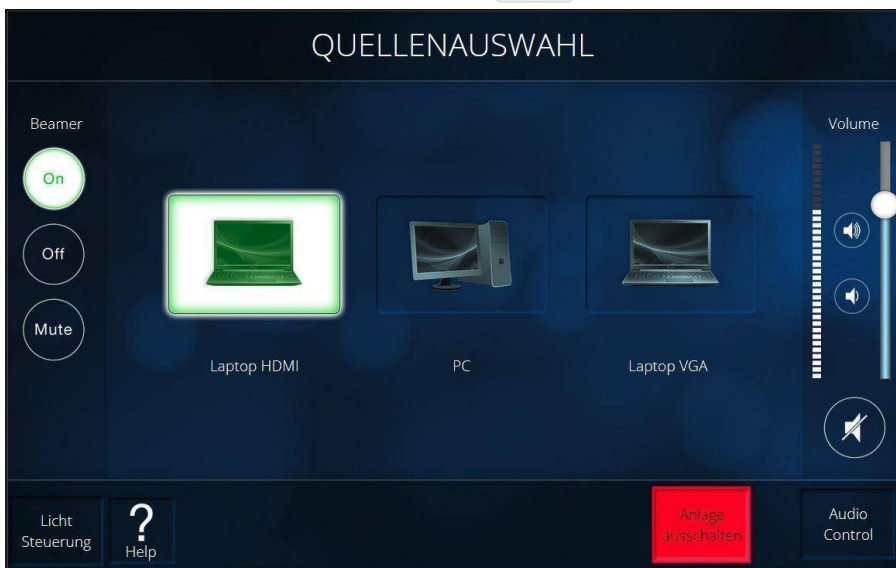 QUELLENAUSWAHL
Beamer
Volume
On
Off
Mute
Laptop HDMI
PC
Laptop VGA
Licht
Steuerung
?
Help
Anlage
ausschalten
Audio
Control